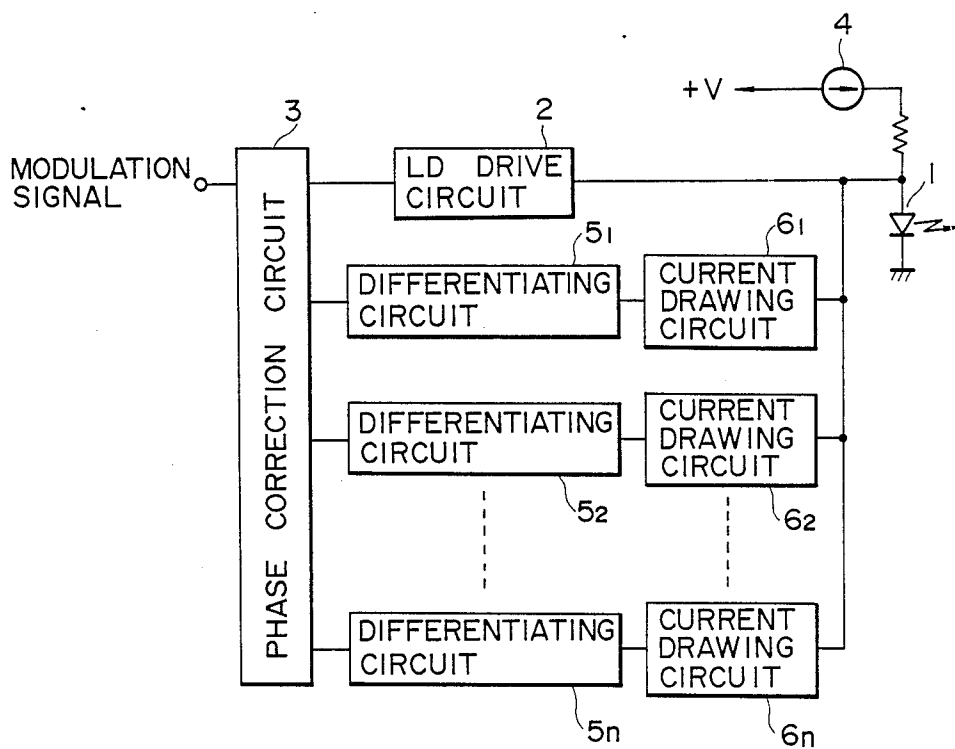 4
+V
3
2
MODULATION
SIGNAL
LD DRIVE
CIRCUIT
1
PHASE CORRECTION CIRCUIT
51
61
DIFFERENTIATING
CIRCUIT
CURRENT
DRAWING
CIRCUIT
DIFFERENTIATING
CIRCUIT
CURRENT
DRAWING
CIRCUIT
52
62
DIFFERENTIATING
CIRCUIT
CURRENT
DRAWING
CIRCUIT
5n
6n